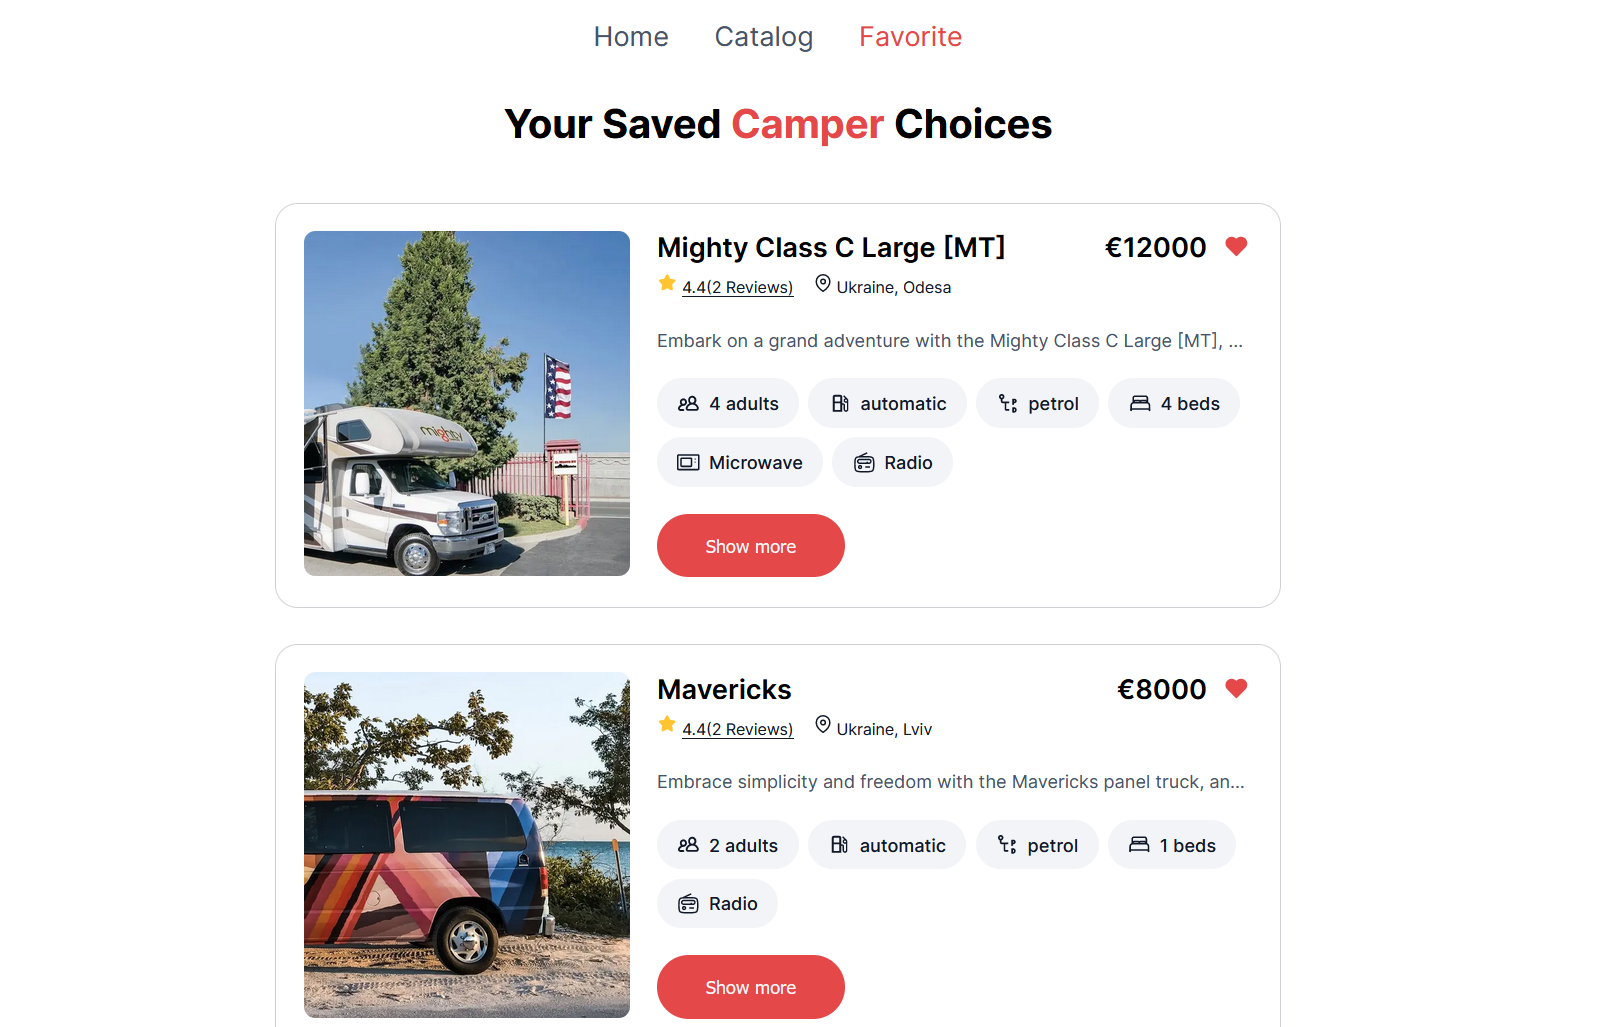 Home Catalog Favorite
Your Saved Camper Choices
mighty
Mighty Class C Large [MT] €12000
4.4(2 Reviews) Ukraine, Odesa
Embark on a grand adventure with the Mighty Class C Large [MT], ...
4 adults automatic petrol 4 beds
Microwave Radio
Show more
Mavericks €8000
4.4(2 Reviews) Ukraine, Lviv
Embrace simplicity and freedom with the Mavericks panel truck, an...
2 adults automatic petrol 1 beds
Radio
Show more